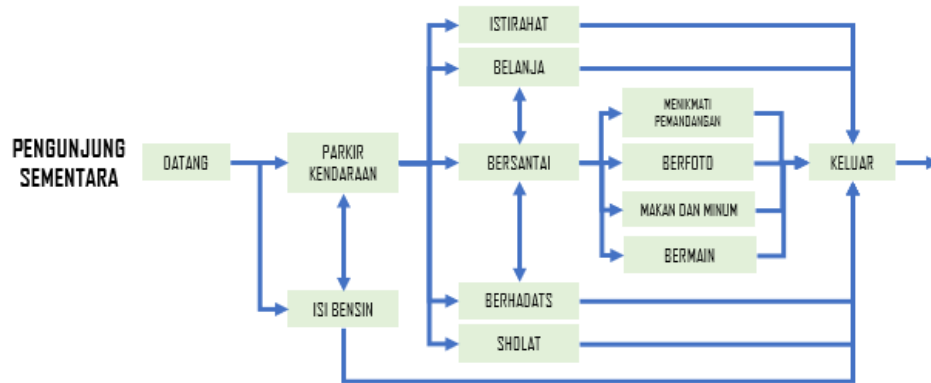 ISTIRAHAT
BELANJA
PENGUNJUNG
SEMENTARA
DATANG
PARKIR
KENDARAAN
BERSANTAI
MENIKMATI
PEMANDANGAN
BERFOTO
MAKAN DAN MINUM
BERMAIN
KELUAR
ISI BENSIN
BERHADATS
SHOLAT